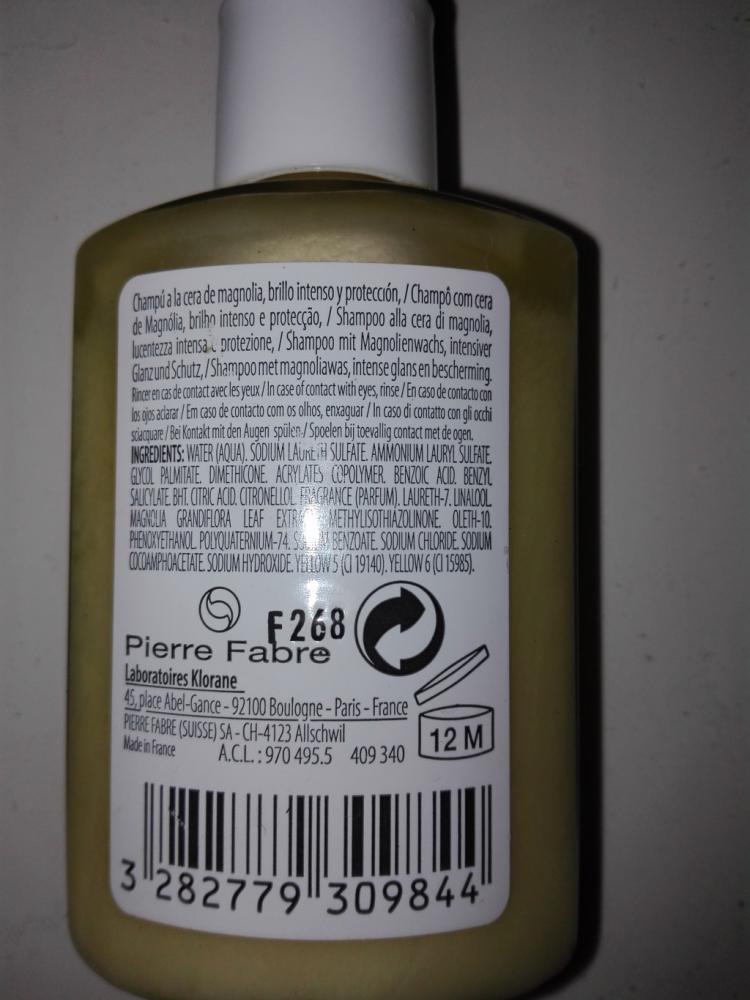 Champú a la cera de magnolia, brillo intenso y protección, / Champô com cera
de Magnólia, brilho intenso e protecção, / Shampoo alla cera di magnolia,
lucentezza intensa protezione, / Shampoo mit Magnolienwachs, intensiver
Glanz und Schutz, / Shampoo met magnoliawas, intense glans en bescherming.
Rincer en cas de contact avec les yeux / In case of contact with eyes, rinse / En caso de contacto con
los ojos aclarar / Em caso de contacto com os olhos, enxaguar / In caso di contatto con gli occhi
sciacquare / Bei Kontakt mit den Augen spülen / Spoelen bij toevallig contact met de ogen.
INGREDIENTS: WATER (AQUA). SODIUM LAURETH SULFATE. AMMONIUM LAURYL SULFATE.
GLYCOL PALMITATE. DIMETHICONE. ACRYLATES COPOLYMER. BENZOIC ACID. BENZYL
SALICYLATE. BHT. CITRIC ACID. CITRONELLOL. FRAGRANCE (PARFUM). LAURETH-7. LINALOOL.
MAGNOLIA GRANDIFLORA LEAF METHYLISOTHIAZOLINONE. OLETH-10.
PHENOXYETHANOL. POLYQUATERNIUM-74. BENZOATE. SODIUM CHLORIDE. SODIUM
COCOAMPHOACETATE. SODIUM HYDROXIDE. YELLOW 5 (CI 19140). YELLOW 6 (CI 15985).
F268
Pierre Fabre
Laboratoires Klorane
45, place Abel-Gance - 92100 Boulogne - Paris - France
PIERRE FABRE (SUISSE) SA - CH-4123 Allschwil
Made in France A.C.L. : 970 495.5 409 340
12 M
3 282779 309844